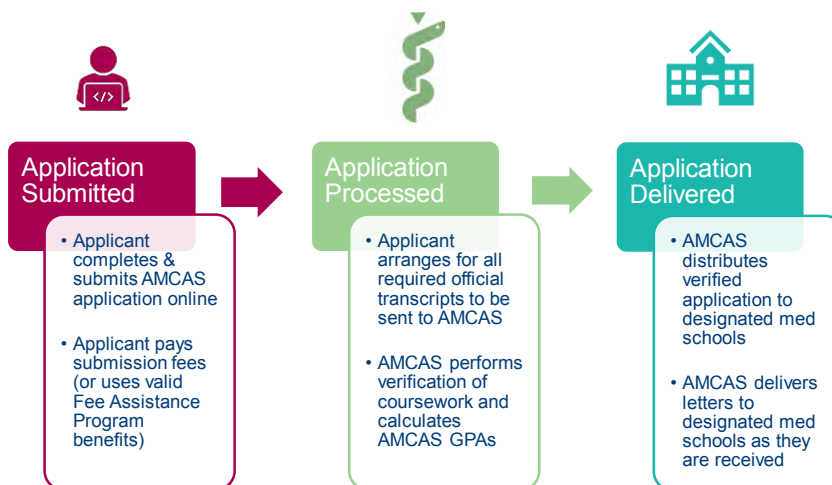 </>
Application
Submitted
• Applicant
completes &
submits AMCAS
application online
• Applicant pays
submission fees
(or uses valid
Fee Assistance
Program
benefits)
Application
Processed
• Applicant
arranges for all
required official
transcripts to be
sent to AMCAS
• AMCAS performs
verification of
coursework and
calculates
AMCAS GPAs
Application
Delivered
• AMCAS
distributes
verified
application to
designated med
schools
• AMCAS delivers
letters to
designated med
schools as they
are received